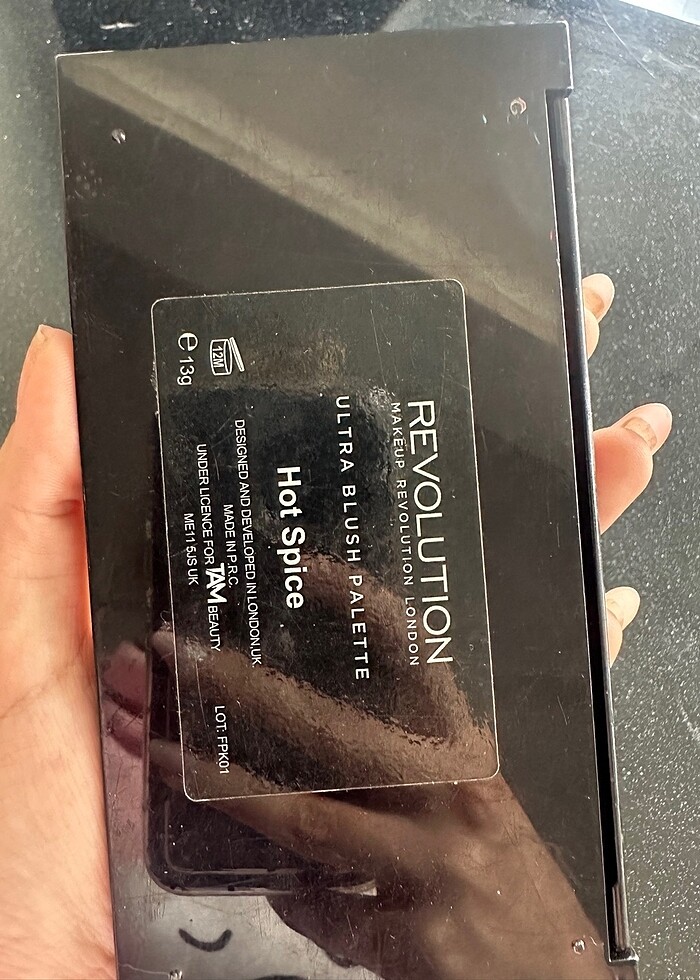 REVOLUTION
MAKEUP REVOLUTION LONDON
ULTRA BLUSH PALETTE
Hot Spice
DESIGNED AND DEVELOPED IN LONDON,UK.
MADE IN P.R.C.
UNDER LICENCE FOR TAM BEAUTY
ME11 5JS UK
12M
e 13g
LOT: FPK01